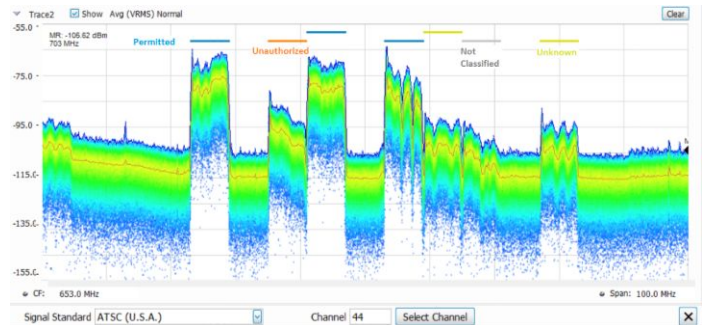 Trace2 Show Avg (VRMS) Normal Clear
-55.0
MR: -105.62 dBm
703 MHz
Permitted
Unauthorized
Not
Classified
Unknown
-75.0
-95.0
-115.0
-135.0
-155.0
CF: 653.0 MHz Span: 100.0 MHz
Signal Standard ATSC (U.S.A.) Channel 44 Select Channel